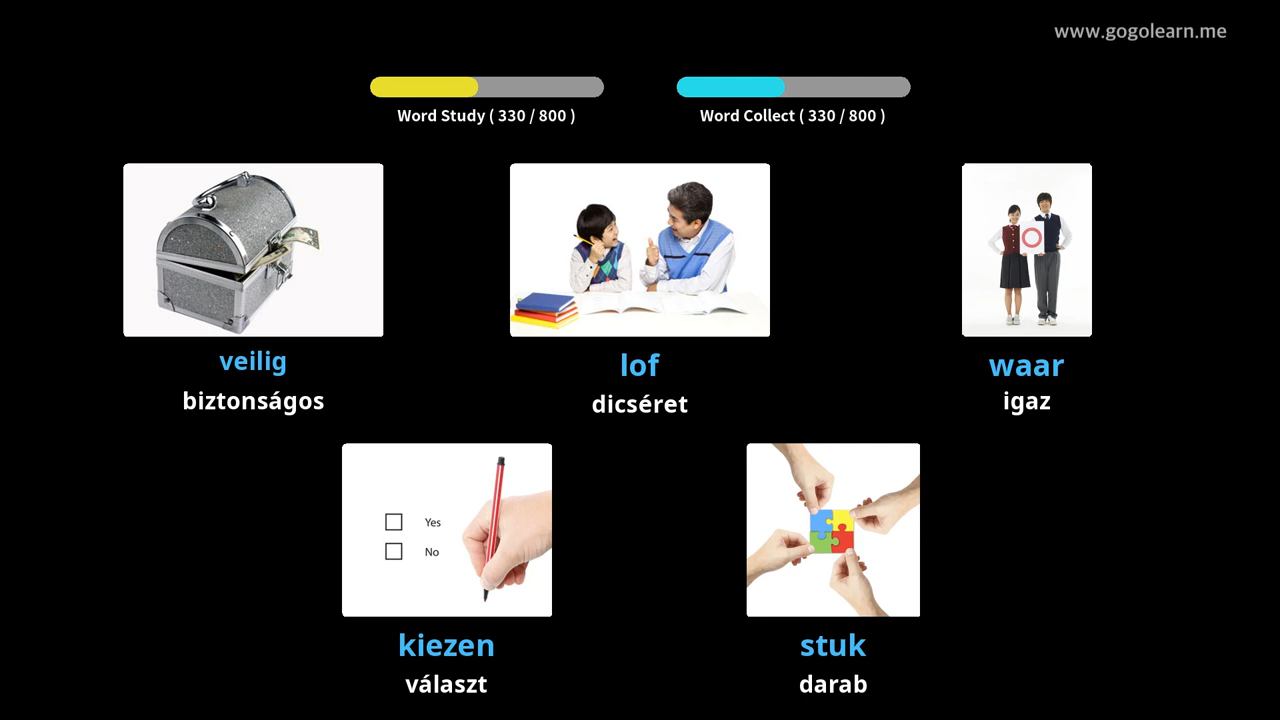 www.gogolearn.me
Word Study ( 330 / 800 )
Word Collect ( 330 / 800 )
veilig
biztonságos
lof
dicséret
waar
igaz
Yes
No
kiezen
választ
stuk
darab